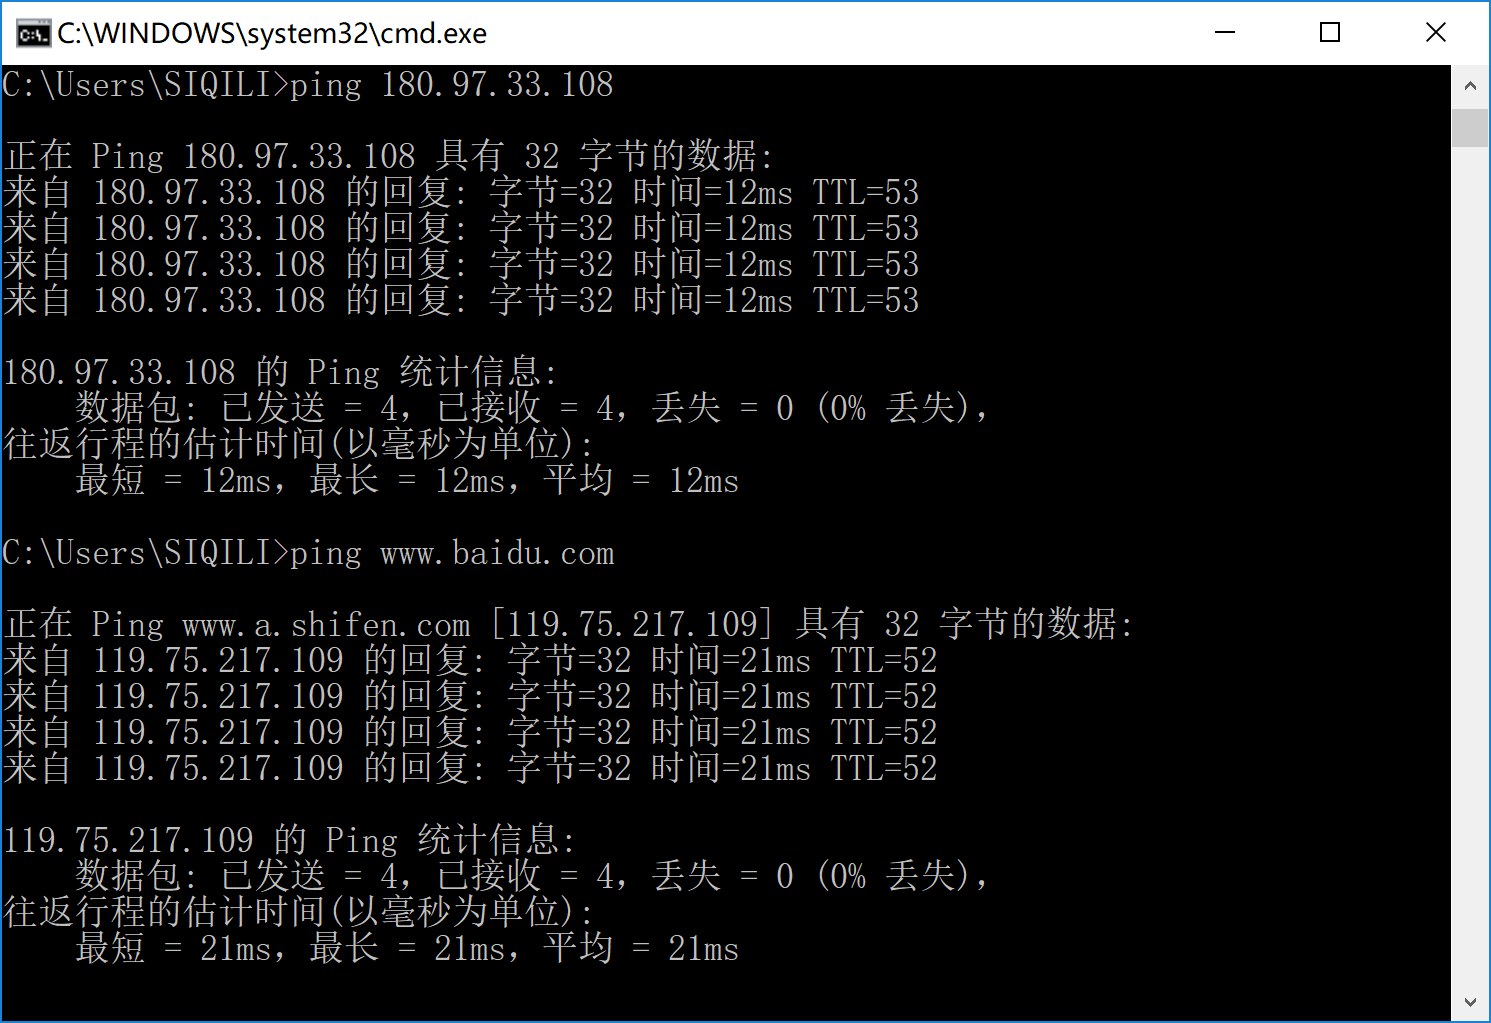 C:\WINDOWS\system32\cmd.exe
C:\Users\SIQILI>ping 180.97.33.108
正在 Ping 180.97.33.108 具有 32 字节的数据:
来自 180.97.33.108 的回复: 字节=32 时间=12ms TTL=53
来自 180.97.33.108 的回复: 字节=32 时间=12ms TTL=53
来自 180.97.33.108 的回复: 字节=32 时间=12ms TTL=53
来自 180.97.33.108 的回复: 字节=32 时间=12ms TTL=53
180.97.33.108 的 Ping 统计信息:
数据包: 已发送 = 4，已接收 = 4，丢失 = 0 (0% 丢失)，
往返行程的估计时间(以毫秒为单位):
最短 = 12ms，最长 = 12ms，平均 = 12ms
C:\Users\SIQILI>ping www.baidu.com
正在 Ping www.a.shifen.com [119.75.217.109] 具有 32 字节的数据:
来自 119.75.217.109 的回复: 字节=32 时间=21ms TTL=52
来自 119.75.217.109 的回复: 字节=32 时间=21ms TTL=52
来自 119.75.217.109 的回复: 字节=32 时间=21ms TTL=52
来自 119.75.217.109 的回复: 字节=32 时间=21ms TTL=52
119.75.217.109 的 Ping 统计信息:
数据包: 已发送 = 4，已接收 = 4，丢失 = 0 (0% 丢失)，
往返行程的估计时间(以毫秒为单位):
最短 = 21ms，最长 = 21ms，平均 = 21ms